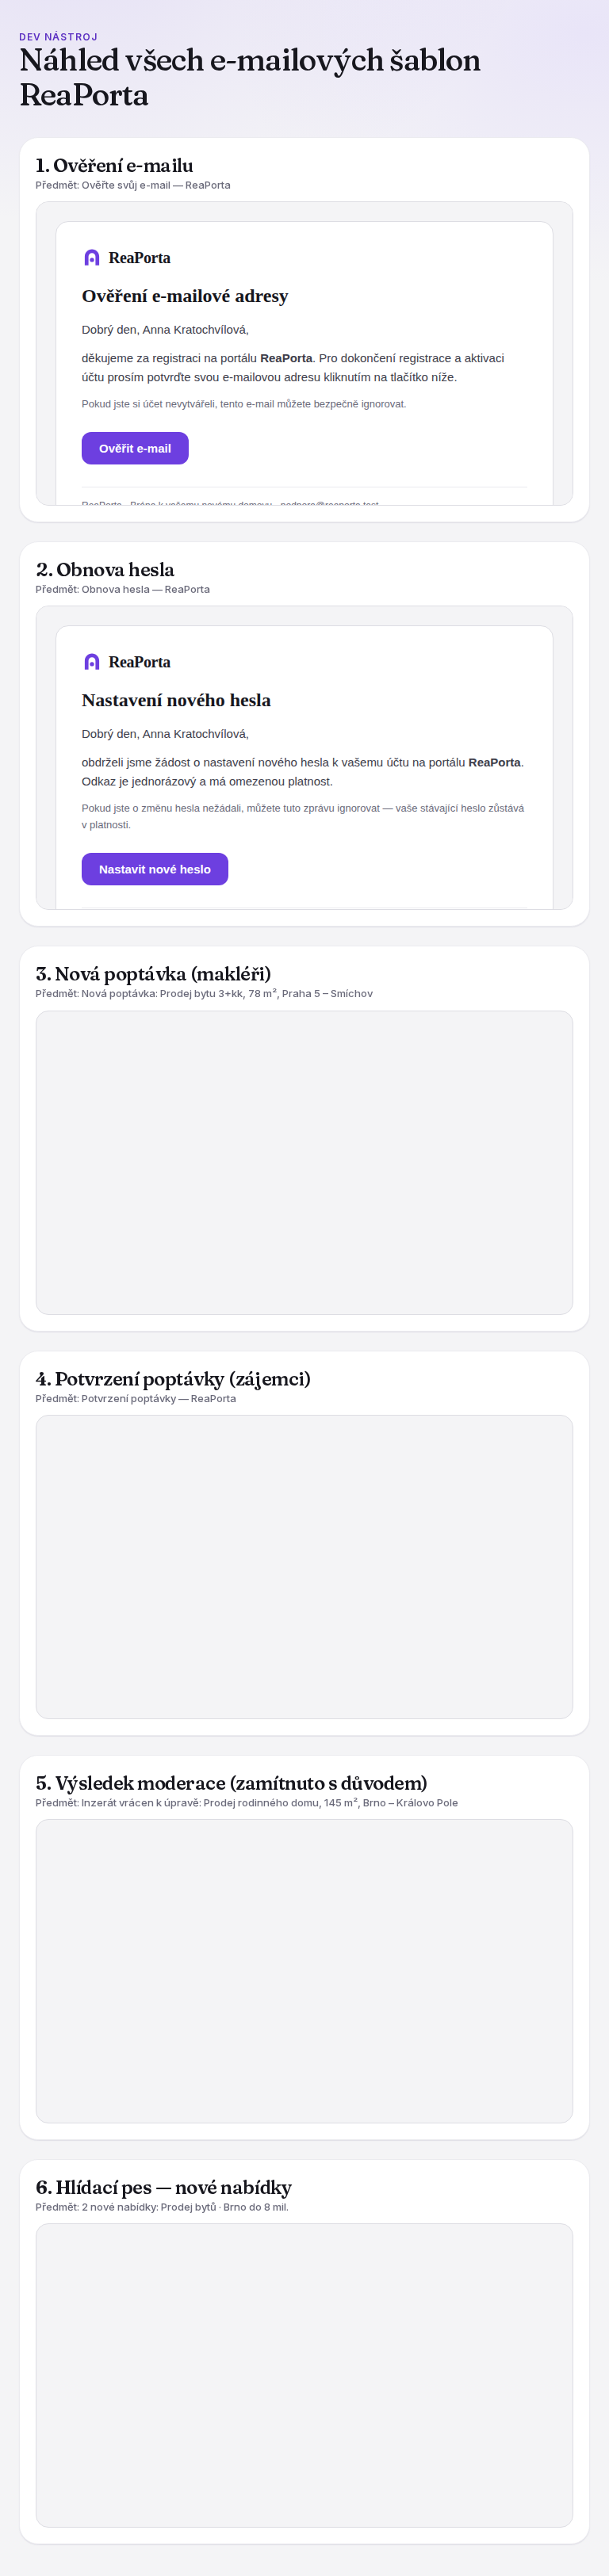 DEV NÁSTROJ
Náhled všech e-mailových šablon
ReaPorta
1. Ověření e-mailu
Předmět: Ověřte svůj e-mail — ReaPorta
ReaPorta
Ověření e-mailové adresy
Dobrý den, Anna Kratochvílová,
děkujeme za registraci na portálu ReaPorta. Pro dokončení registrace a aktivaci
účtu prosím potvrďte svou e-mailovou adresu kliknutím na tlačítko níže.
Pokud jste si účet nevytvářeli, tento e-mail můžete bezpečně ignorovat.
Ověřit e-mail
2. Obnova hesla
Předmět: Obnova hesla — ReaPorta
ReaPorta
Nastavení nového hesla
Dobrý den, Anna Kratochvílová,
obdrželi jsme žádost o nastavení nového hesla k vašemu účtu na portálu ReaPorta.
Odkaz je jednorázový a má omezenou platnost.
Pokud jste o změnu hesla nežádali, můžete tuto zprávu ignorovat — vaše stávající heslo zůstává
v platnosti.
Nastavit nové heslo
3. Nová poptávka (makléři)
Předmět: Nová poptávka: Prodej bytu 3+kk, 78 m², Praha 5 – Smíchov
4. Potvrzení poptávky (zájemci)
Předmět: Potvrzení poptávky — ReaPorta
5. Výsledek moderace (zamítnuto s důvodem)
Předmět: Inzerát vrácen k úpravě: Prodej rodinného domu, 145 m², Brno – Královo Pole
6. Hlídací pes — nové nabídky
Předmět: 2 nové nabídky: Prodej bytů · Brno do 8 mil.